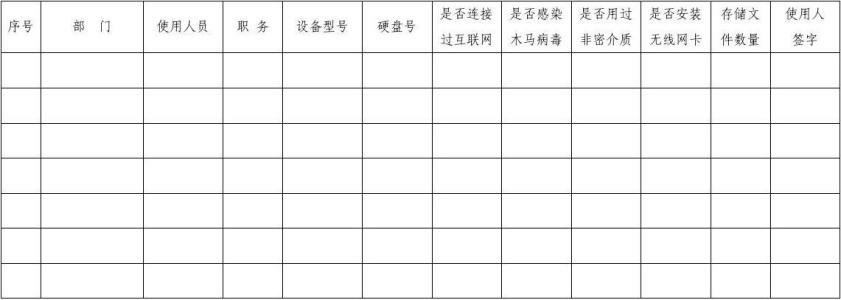 序号
部 门
使用人员
职 务
设备型号
硬盘号
是否连接
过互联网
是否感染
木马病毒
是否用过
非密介质
是否安装
无线网卡
存储文
件数量
使用人
签字